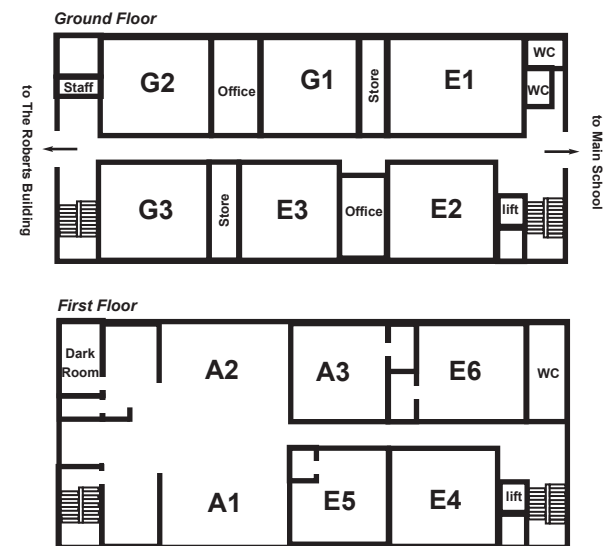 Ground Floor
WC
Staff
G2
Office
G1
Store
E1
WC
to The Roberts Building
to Main School
G3
Store
E3
Office
E2
lift
First Floor
Dark
Room
A2
A3
E6
WC
A1
E5
E4
lift